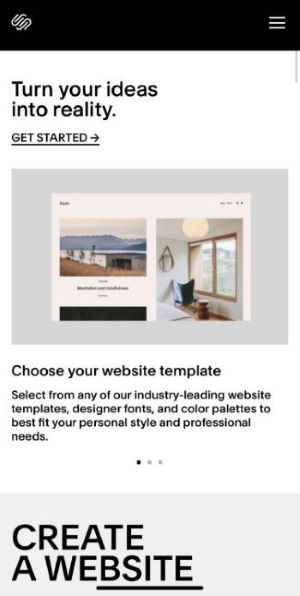 Turn your ideas
into reality.
GET STARTED →
Meditation and mindfulness
Choose your website template
Select from any of our industry-leading website
templates, designer fonts, and color palettes to
best fit your personal style and professional
needs.
CREATE
A WEBSITE